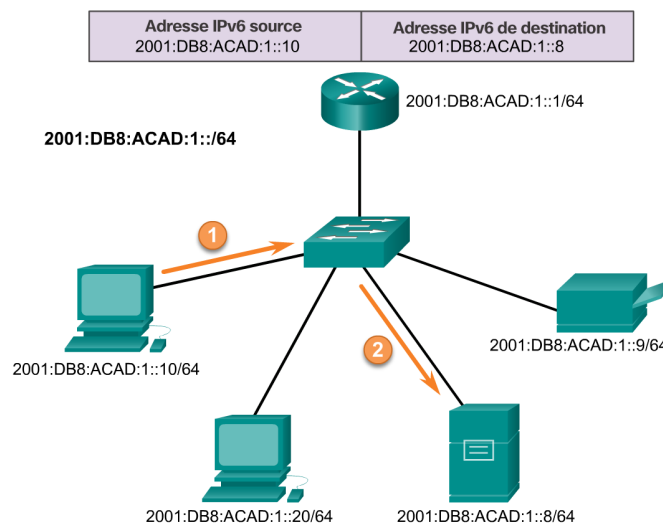 Adresse IPv6 source
2001:DB8:ACAD:1::10
Adresse IPv6 de destination
2001:DB8:ACAD:1::8
2001:DB8:ACAD:1::1/64
2001:DB8:ACAD:1::/64
1
2
2001:DB8:ACAD:1::9/64
2001:DB8:ACAD:1::10/64
2001:DB8:ACAD:1::20/64
2001:DB8:ACAD:1::8/64